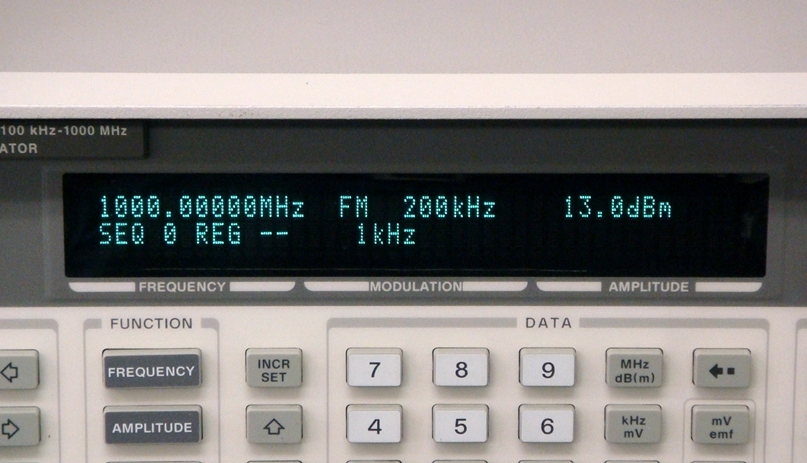 100 kHz-1000 MHz
ATOR
1000.00000MHz FM 200kHz 13.0dBm
SEQ 0 REG -- 1kHz
FREQUENCY MODULATION AMPLITUDE
FUNCTION DATA
FREQUENCY INCR SET 7 8 9 MHz dB(m)
AMPLITUDE 4 5 6 kHz mV mV emf